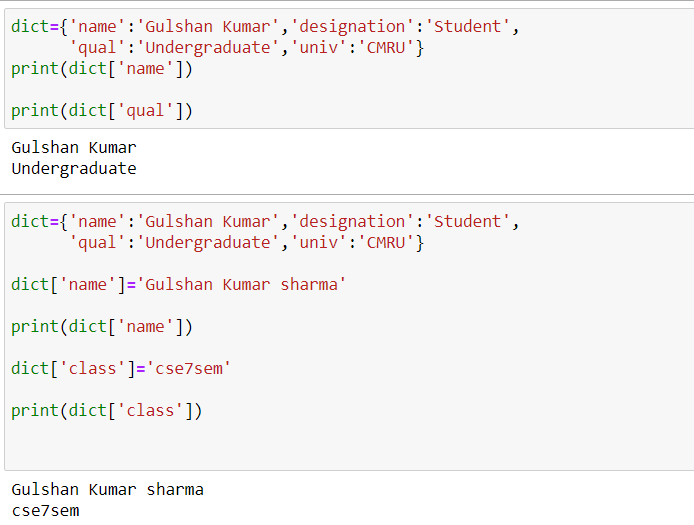 dict={'name':'Gulshan Kumar','designation':'Student',
'qual':'Undergraduate','univ':'CMRU'}
print(dict['name'])
print(dict['qual'])
Gulshan Kumar
Undergraduate
dict={'name':'Gulshan Kumar','designation':'Student',
'qual':'Undergraduate','univ':'CMRU'}
dict['name']='Gulshan Kumar sharma'
print(dict['name'])
dict['class']='cse7sem'
print(dict['class'])
Gulshan Kumar sharma
cse7sem